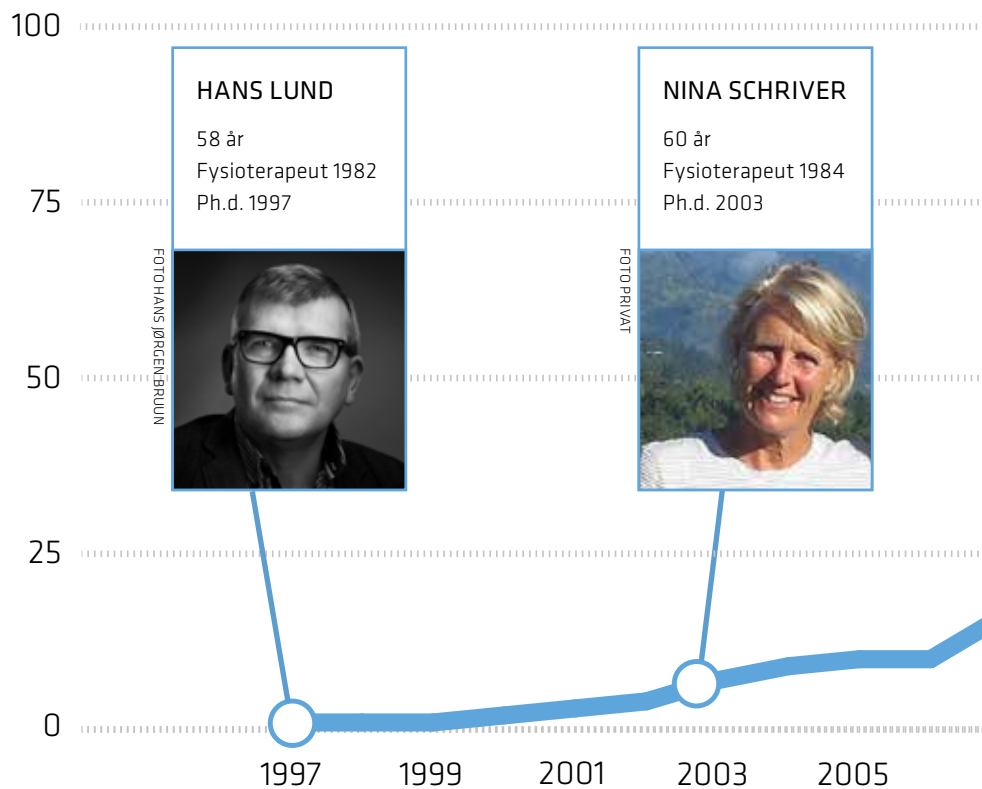 100
HANS LUND
58 år
Fysioterapeut 1982
Ph.d. 1997
NINA SCHRIVER
60 år
Fysioterapeut 1984
Ph.d. 2003
75
FOTO HANS JØRGEN BRUUN
FOTO PRIVAT
50
25
0
1997 1999 2001 2003 2005